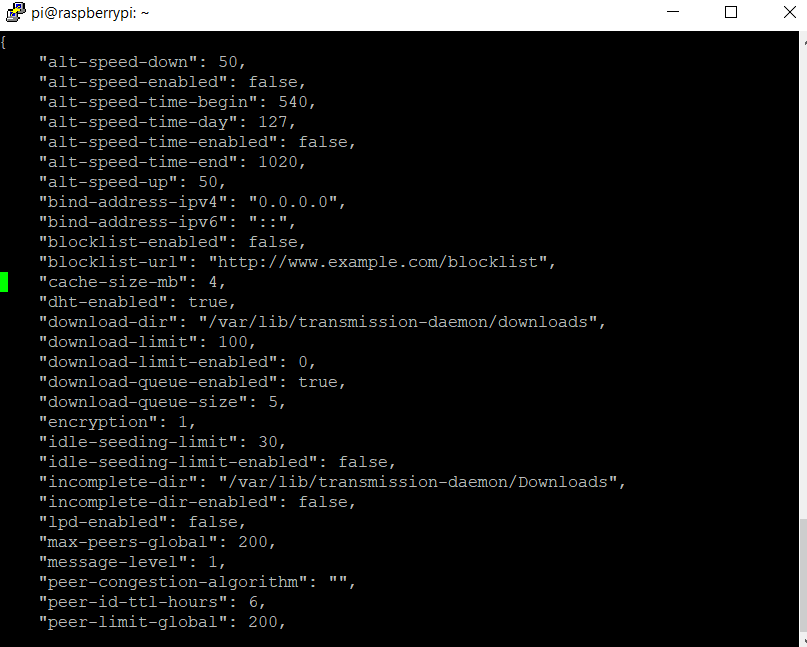 pi@raspberrypi: ~
{
"alt-speed-down": 50,
"alt-speed-enabled": false,
"alt-speed-time-begin": 540,
"alt-speed-time-day": 127,
"alt-speed-time-enabled": false,
"alt-speed-time-end": 1020,
"alt-speed-up": 50,
"bind-address-ipv4": "0.0.0.0",
"bind-address-ipv6": "::",
"blocklist-enabled": false,
"blocklist-url": "http://www.example.com/blocklist",
"cache-size-mb": 4,
"dht-enabled": true,
"download-dir": "/var/lib/transmission-daemon/downloads",
"download-limit": 100,
"download-limit-enabled": 0,
"download-queue-enabled": true,
"download-queue-size": 5,
"encryption": 1,
"idle-seeding-limit": 30,
"idle-seeding-limit-enabled": false,
"incomplete-dir": "/var/lib/transmission-daemon/Downloads",
"incomplete-dir-enabled": false,
"lpd-enabled": false,
"max-peers-global": 200,
"message-level": 1,
"peer-congestion-algorithm": "",
"peer-id-ttl-hours": 6,
"peer-limit-global": 200,